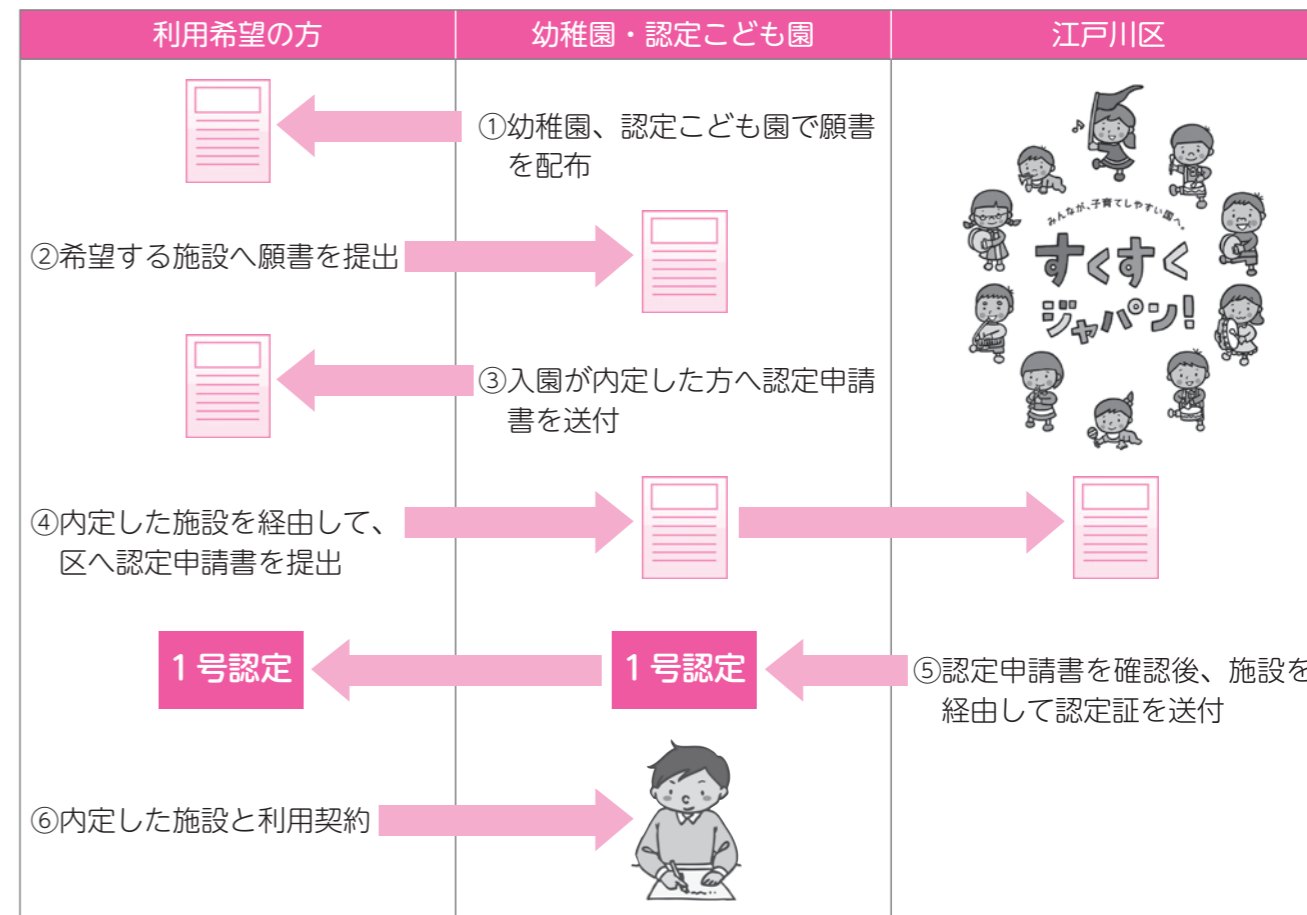 利用希望の方
幼稚園・認定こども園
江戸川区
①幼稚園、認定こども園で願書
を配布
②希望する施設へ願書を提出
みんなが、子育てしやすい国へ。
すくすく
ジャパン!
③入園が内定した方へ認定申請
書を送付
④内定した施設を経由して、
区へ認定申請書を提出
1号認定
1号認定
⑤認定申請書を確認後、施設を
経由して認定証を送付
⑥内定した施設と利用契約